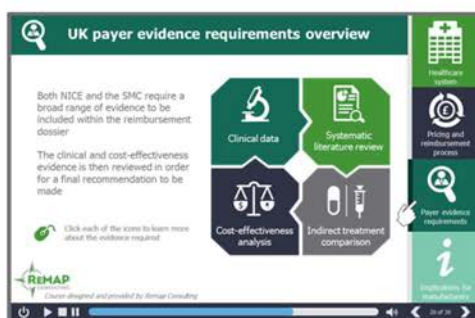 UK payer evidence requirements overview
Both NICE and the SMC require a
broad range of evidence to be
included within the reimbursement
dossier
The clinical and cost-effectiveness
evidence is then reviewed in order
for a final recommendation to be
made
Click each of the icons to learn more
about the evidence required
Clinical data
Systematic
literature review
Cost-effectiveness
analysis
Indirect treatment
comparison
Healthcare
system
Pricing and
reimbursement
process
Payer evidence
requirements
Implications for
manufacturers
REMAP
CONSULTING
Course designed and provided by Remap Consulting